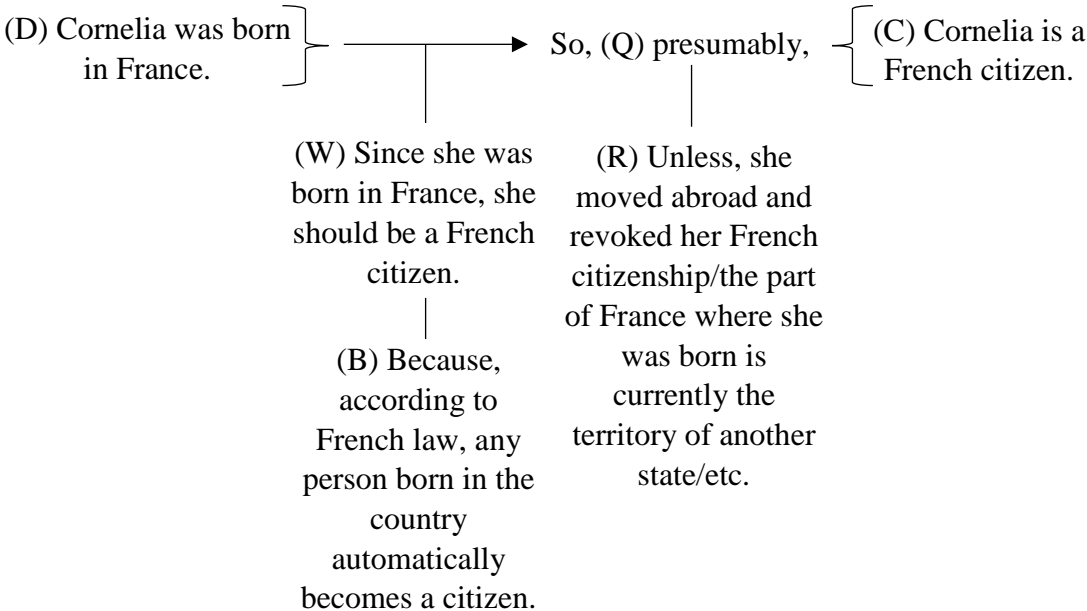 (D) Cornelia was born
in France.
So, (Q) presumably,
(C) Cornelia is a
French citizen.
(W) Since she was
born in France, she
should be a French
citizen.
(B) Because,
according to
French law, any
person born in the
country
automatically
becomes a citizen.
(R) Unless, she
moved abroad and
revoked her French
citizenship/the part
of France where she
was born is
currently the
territory of another
state/etc.